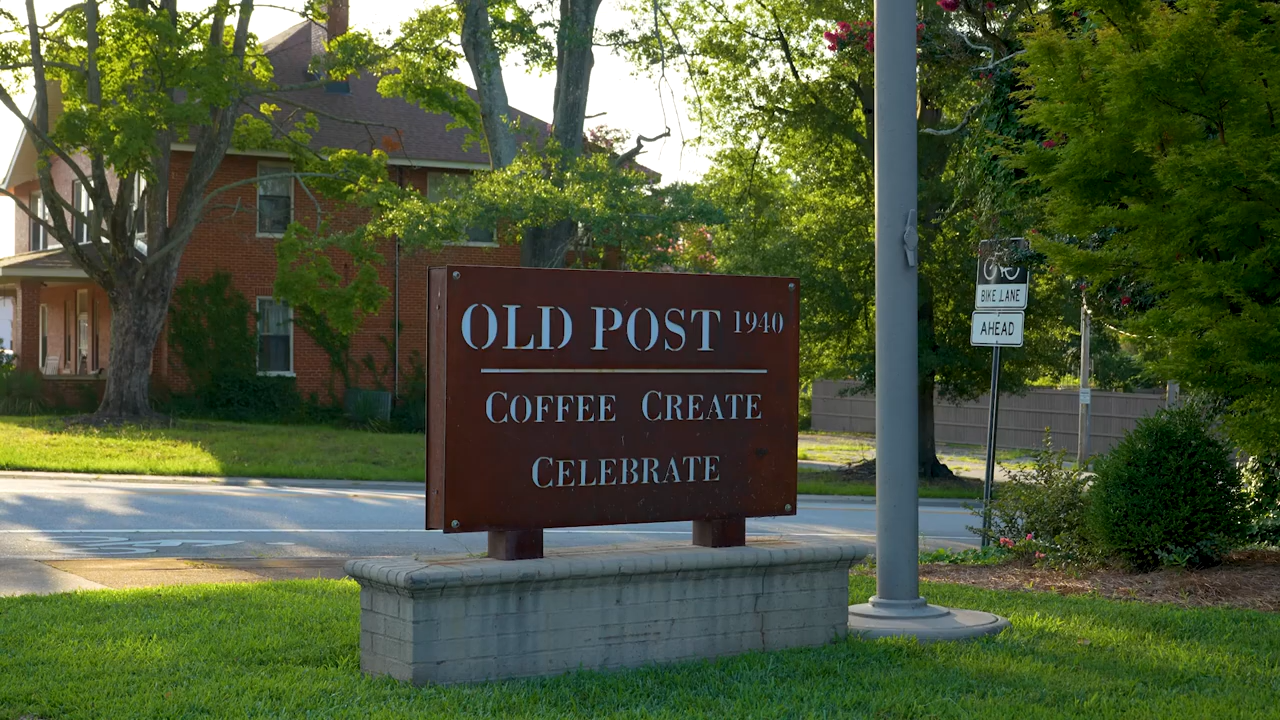 OLD POST 1940
COFFEE CREATE
CELEBRATE
BIKE LANE
AHEAD